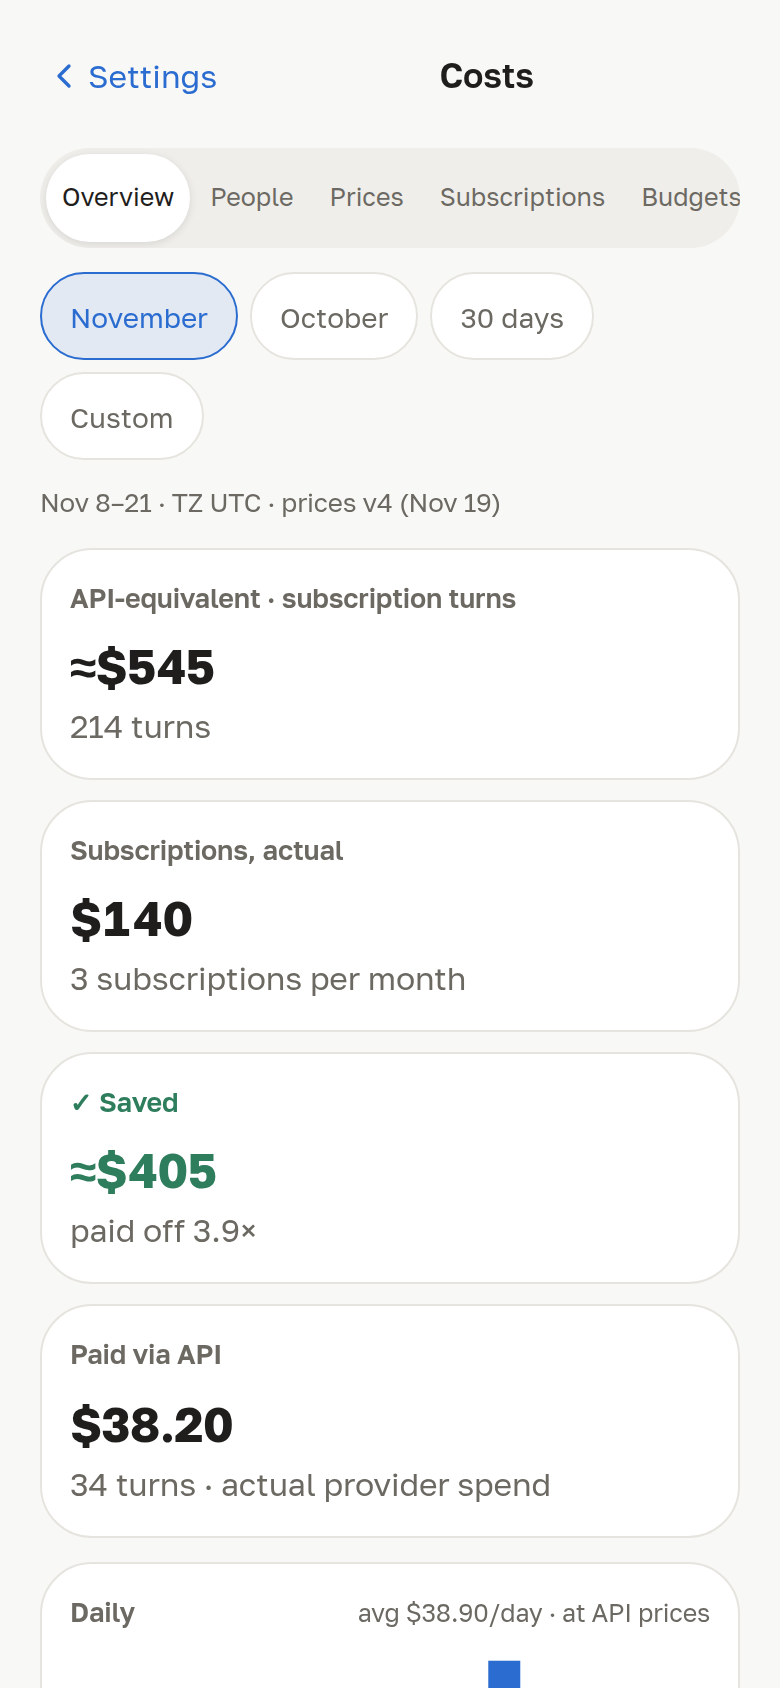 Settings
Costs
Overview People Prices Subscriptions Budgets
November October 30 days
Custom
Nov 8–21 · TZ UTC · prices v4 (Nov 19)
API-equivalent · subscription turns
≈$545
214 turns
Subscriptions, actual
$140
3 subscriptions per month
✓ Saved
≈$405
paid off 3.9×
Paid via API
$38.20
34 turns · actual provider spend
Daily avg $38.90/day · at API prices